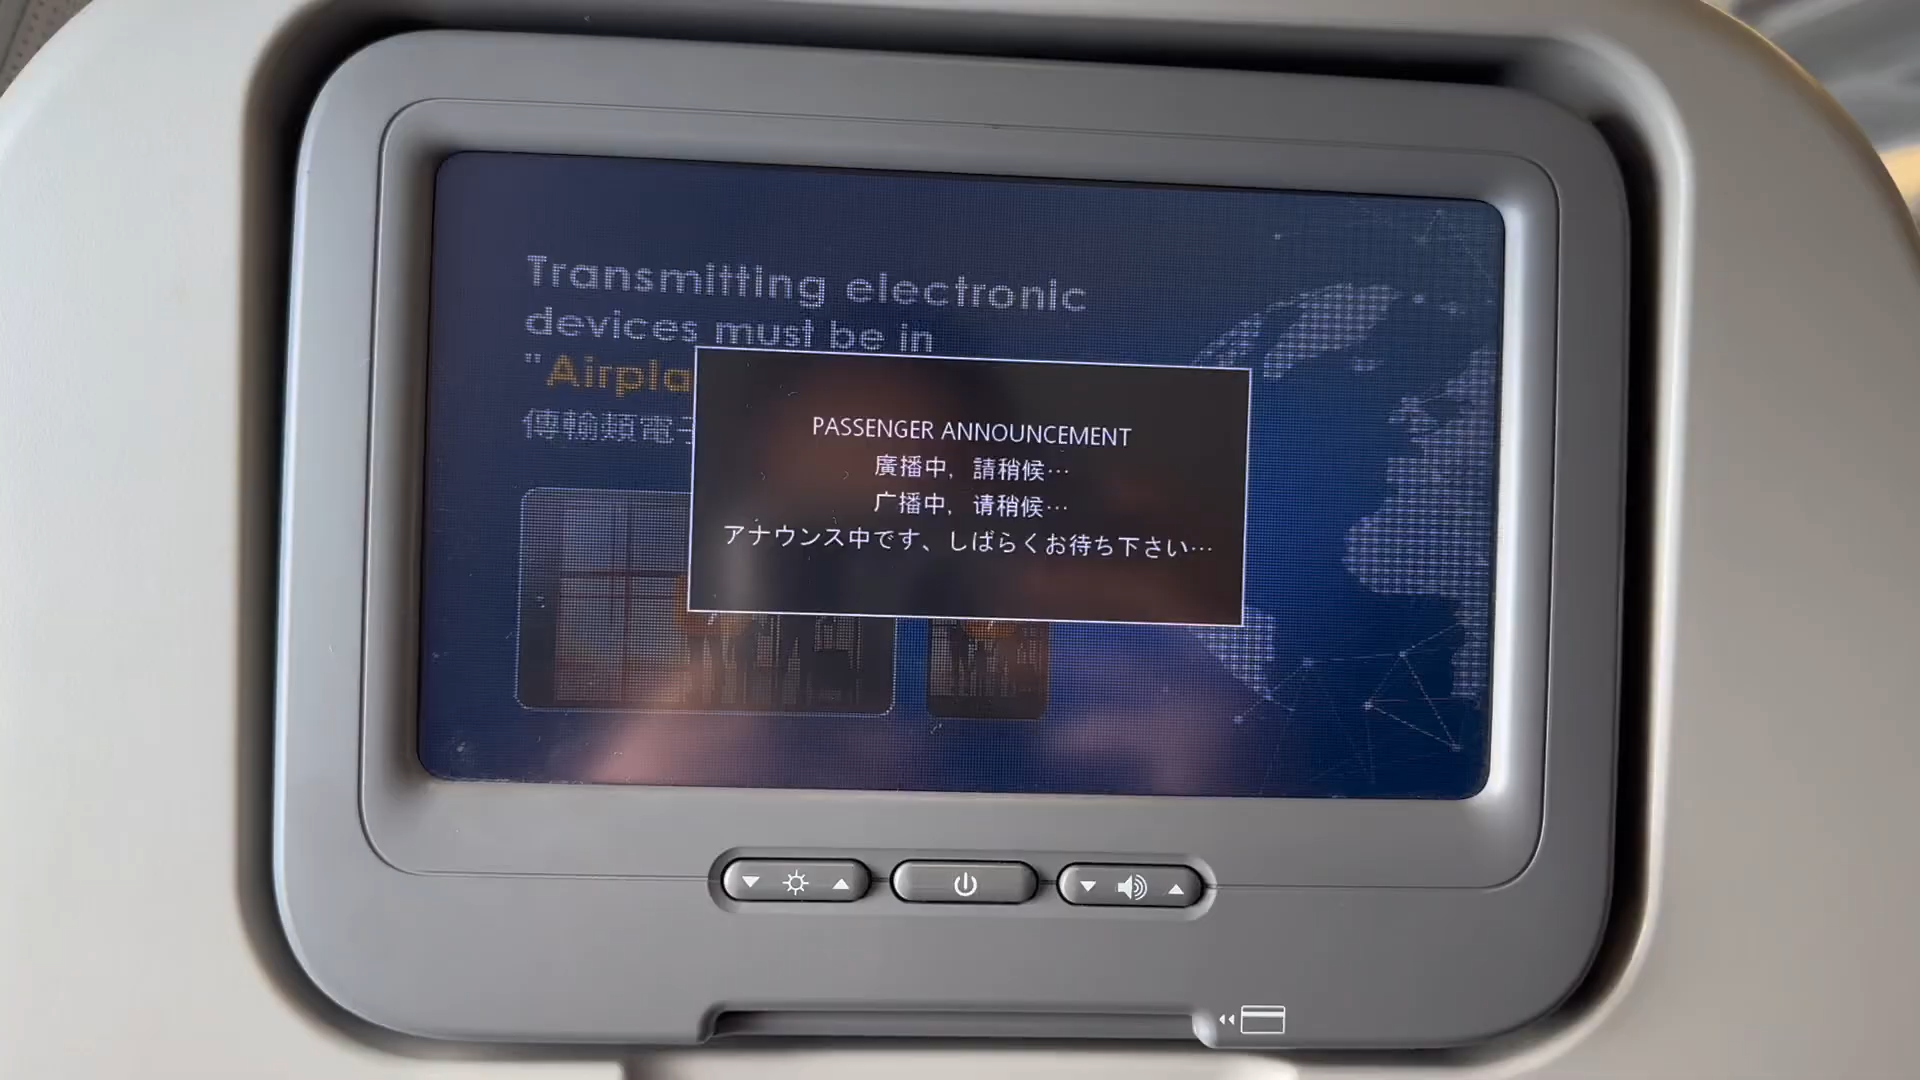 Transmitting electronic
devices must be in
"Airpla
傳輸類電子
PASSENGER ANNOUNCEMENT
廣播中, 請稍候…
广播中, 请稍候…
アナウンス中です、しばらくお待ち下さい…